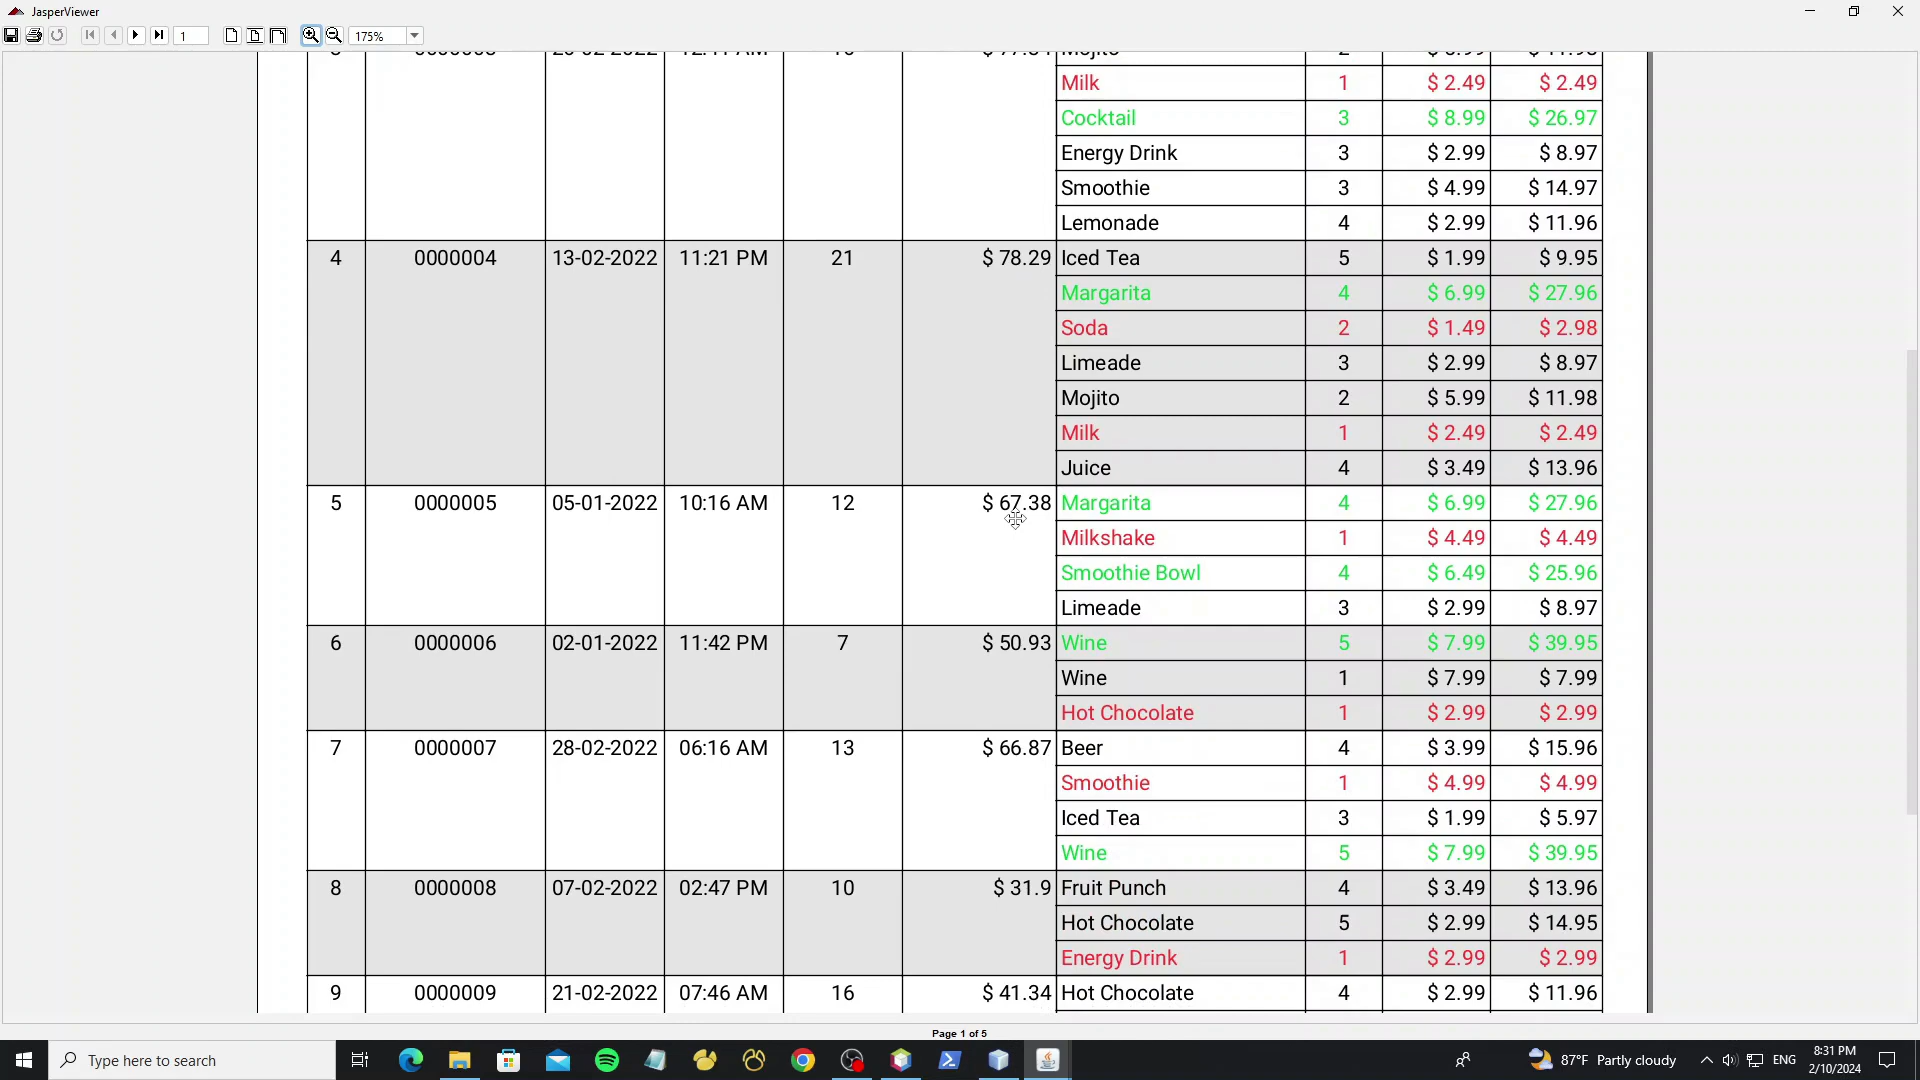 JasperViewer
1 175%
Milk 1 $ 2.49 $ 2.49
Cocktail 3 $ 8.99 $ 26.97
Energy Drink 3 $ 2.99 $ 8.97
Smoothie 3 $ 4.99 $ 14.97
Lemonade 4 $ 2.99 $ 11.96
4 0000004 13-02-2022 11:21 PM 21 $ 78.29 Iced Tea 5 $ 1.99 $ 9.95
Margarita 4 $ 6.99 $ 27.96
Soda 2 $ 1.49 $ 2.98
Limeade 3 $ 2.99 $ 8.97
Mojito 2 $ 5.99 $ 11.98
Milk 1 $ 2.49 $ 2.49
Juice 4 $ 3.49 $ 13.96
5 0000005 05-01-2022 10:16 AM 12 $ 67.38 Margarita 4 $ 6.99 $ 27.96
Milkshake 1 $ 4.49 $ 4.49
Smoothie Bowl 4 $ 6.49 $ 25.96
Limeade 3 $ 2.99 $ 8.97
6 0000006 02-01-2022 11:42 PM 7 $ 50.93 Wine 5 $ 7.99 $ 39.95
Wine 1 $ 7.99 $ 7.99
Hot Chocolate 1 $ 2.99 $ 2.99
7 0000007 28-02-2022 06:16 AM 13 $ 66.87 Beer 4 $ 3.99 $ 15.96
Smoothie 1 $ 4.99 $ 4.99
Iced Tea 3 $ 1.99 $ 5.97
Wine 5 $ 7.99 $ 39.95
8 0000008 07-02-2022 02:47 PM 10 $ 31.9 Fruit Punch 4 $ 3.49 $ 13.96
Hot Chocolate 5 $ 2.99 $ 14.95
Energy Drink 1 $ 2.99 $ 2.99
9 0000009 21-02-2022 07:46 AM 16 $ 41.34 Hot Chocolate 4 $ 2.99 $ 11.96
Page 1 of 5
Type here to search 87°F Partly cloudy ENG 8:31 PM
2/10/2024